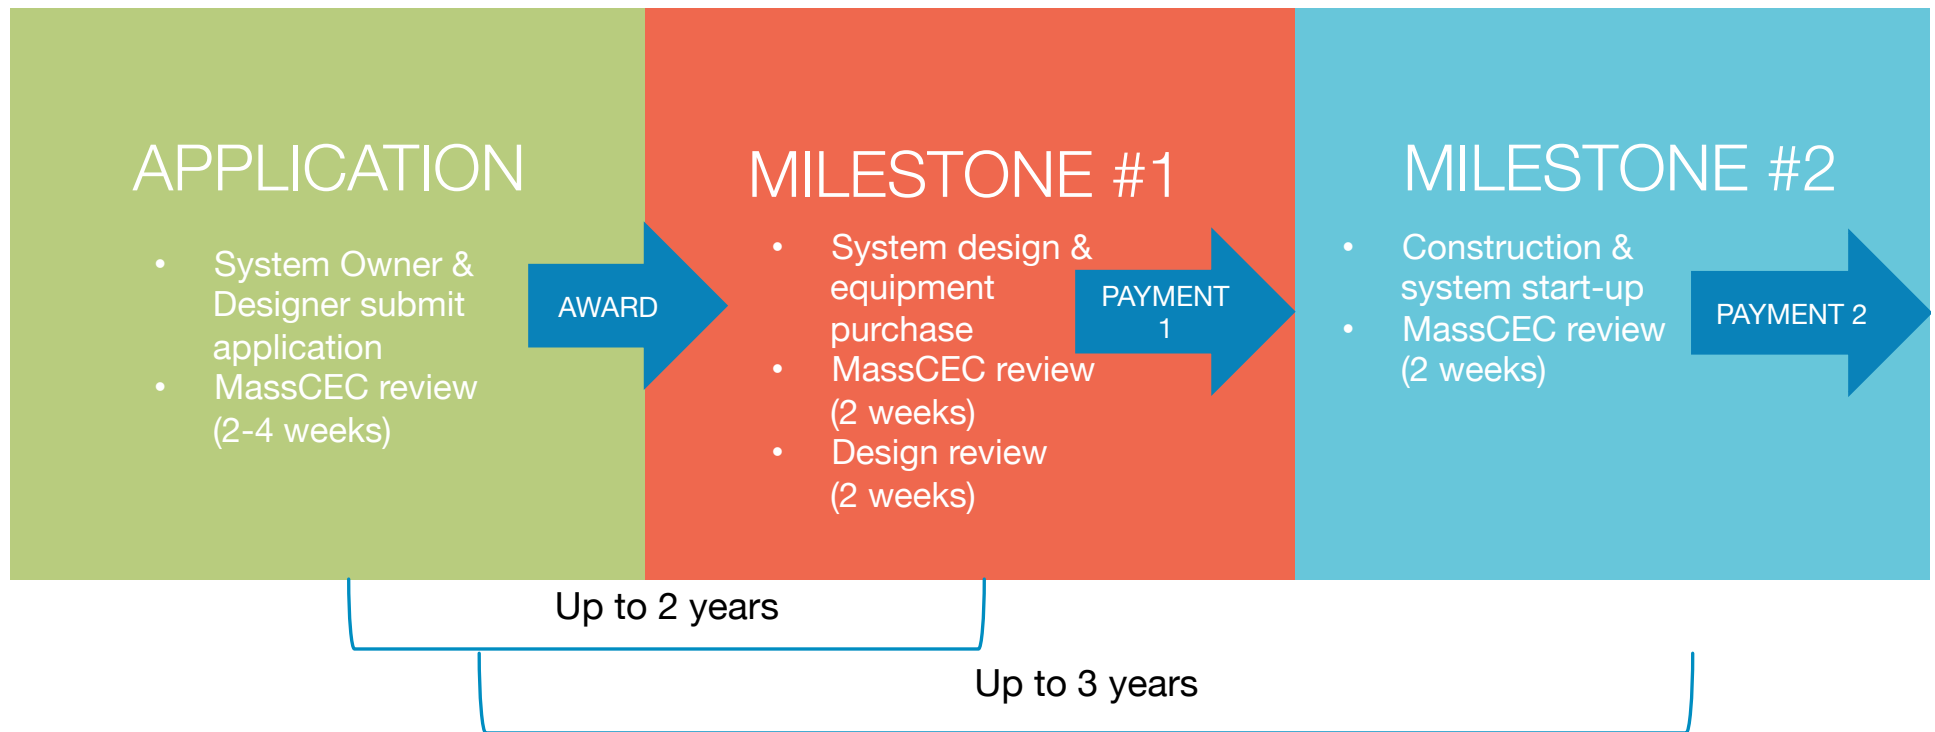 APPLICATION
• System Owner &
Designer submit
application
• MassCEC review
(2-4 weeks)
AWARD
MILESTONE #1
• System design &
equipment
purchase
• MassCEC review
(2 weeks)
• Design review
(2 weeks)
PAYMENT
1
MILESTONE #2
• Construction &
system start-up
• MassCEC review
(2 weeks)
PAYMENT 2
Up to 2 years
Up to 3 years